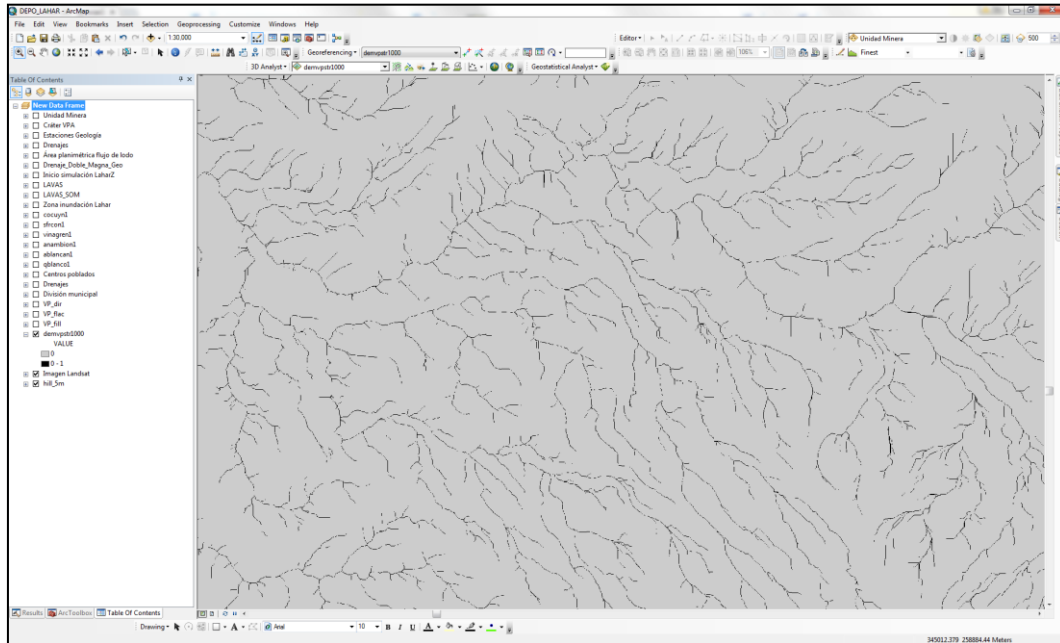 DEPO_LAHAR - ArcMap
File Edit View Bookmarks Insert Selection Geoprocessing Customize Windows Help
1:30,000 Editor Unidad Minera 500
Georeferencing demvpstr1000 106% Finest
3D Analyst demvpstr1000 Geostatistical Analyst
Table Of Contents
New Data Frame
Unidad Minera
Cráter VPA
Estaciones Geología
Drenajes
Área planimétrica flujo de lodo
Drenaje_Doble_Magna_Geo
Inicio simulación LaharZ
LAVAS
LAVAS_SOM
Zona inundación Lahar
cocuyn1
sfrcon1
vinagren1
anambion1
ablancan1
qblanco1
Centros poblados
Drenajes
División municipal
VP_dir
VP_flac
VP_fill
demvpstr1000
VALUE
0
0 - 1
Imagen Landsat
hill_5m
Results ArcToolbox Table Of Contents
Drawing Arial 10 B I U A
345012.379 258884.44 Meters